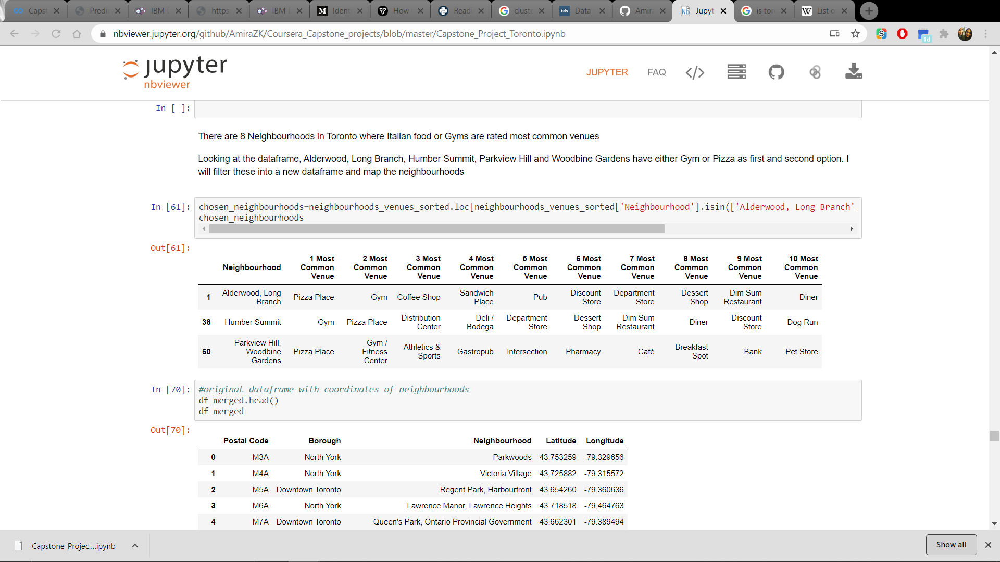 Capst
Predi
IBM D
https
IBM D
Identi
How
Readi
cluste
tds Data
Amira
Nb Jupyt
is tor
W List o
nbviewer.jupyter.org/github/AmiraZK/Coursera_Capstone_projects/blob/master/Capstone_Project_Toronto.ipynb
1d
jupyter
nbviewer
JUPYTER FAQ
In [ ]:
There are 8 Neighbourhoods in Toronto where Italian food or Gyms are rated most common venues
Looking at the dataframe, Alderwood, Long Branch, Humber Summit, Parkview Hill and Woodbine Gardens have either Gym or Pizza as first and second option. I
will filter these into a new dataframe and map the neighbourhoods
In [61]: chosen_neighbourhoods=neighbourhoods_venues_sorted.loc[neighbourhoods_venues_sorted['Neighbourhood'].isin(['Alderwood, Long Branch',
chosen_neighbourhoods
Out[61]:
Neighbourhood 1 Most Common Venue 2 Most Common Venue 3 Most Common Venue 4 Most Common Venue 5 Most Common Venue 6 Most Common Venue 7 Most Common Venue 8 Most Common Venue 9 Most Common Venue 10 Most Common Venue
1 Alderwood, Long Branch Pizza Place Gym Coffee Shop Sandwich Place Pub Discount Store Department Store Dessert Shop Dim Sum Restaurant Diner
38 Humber Summit Gym Pizza Place Distribution Center Deli / Bodega Department Store Dessert Shop Dim Sum Restaurant Diner Discount Store Dog Run
60 Parkview Hill, Woodbine Gardens Pizza Place Gym / Fitness Center Athletics & Sports Gastropub Intersection Pharmacy Café Breakfast Spot Bank Pet Store
In [70]: #original dataframe with coordinates of neighbourhoods
df_merged.head()
df_merged
Out[70]:
Postal Code Borough Neighbourhood Latitude Longitude
0 M3A North York Parkwoods 43.753259 -79.329656
1 M4A North York Victoria Village 43.725882 -79.315572
2 M5A Downtown Toronto Regent Park, Harbourfront 43.654260 -79.360636
3 M6A North York Lawrence Manor, Lawrence Heights 43.718518 -79.464763
4 M7A Downtown Toronto Queen's Park, Ontario Provincial Government 43.662301 -79.389494
Capstone_Projec....ipynb
Show all